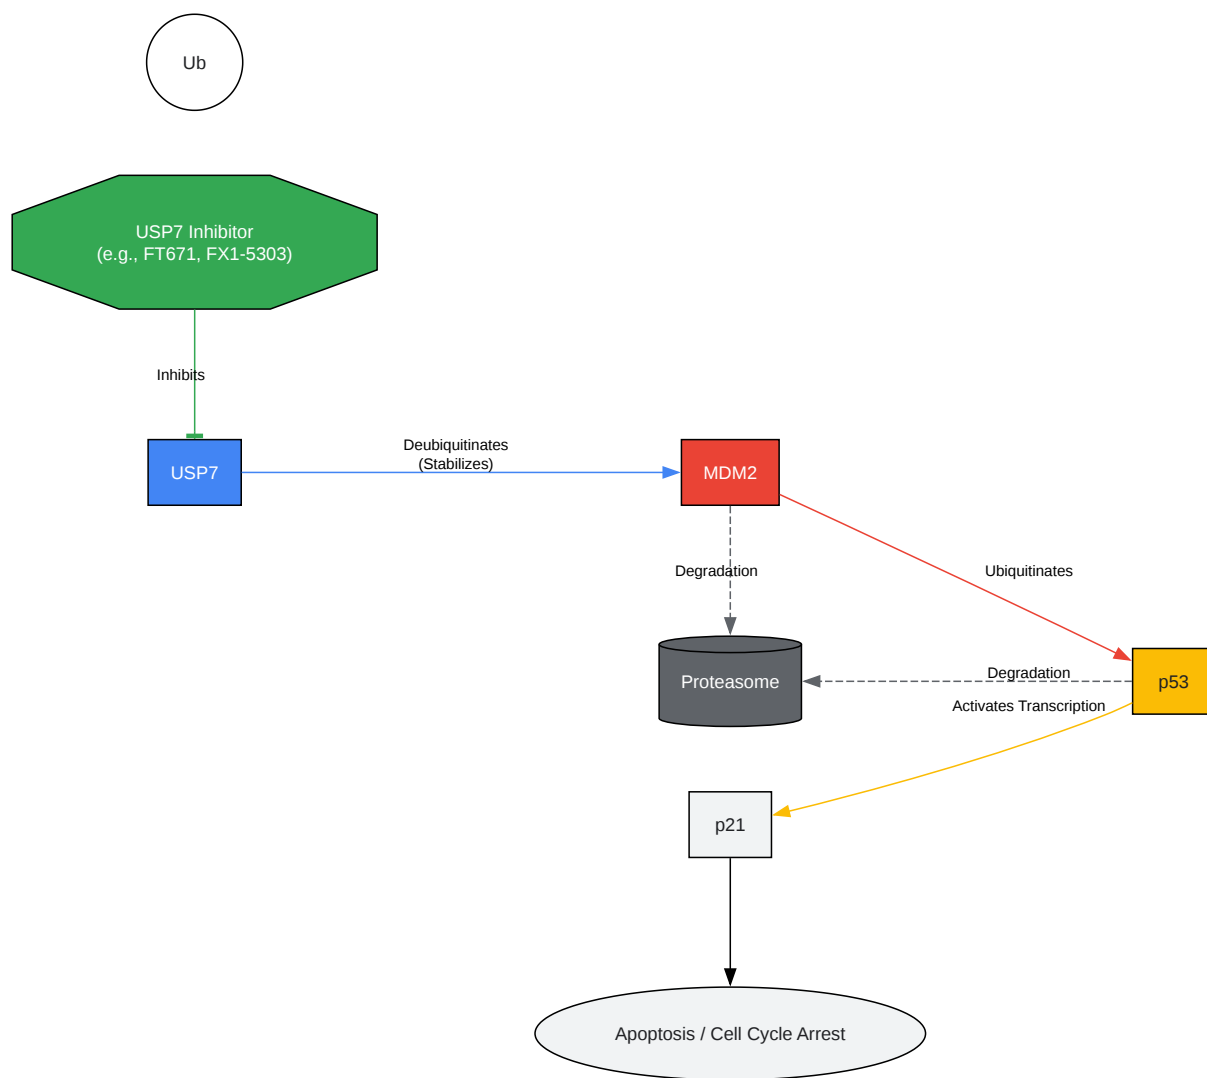 Ub
USP7 Inhibitor
(e.g., FT671, FX1-5303)
Inhibits
USP7
Deubiquitinates
(Stabilizes)
MDM2
Degradation
Ubiquitinates
Proteasome
Degradation
p53
Activates Transcription
p21
Apoptosis / Cell Cycle Arrest